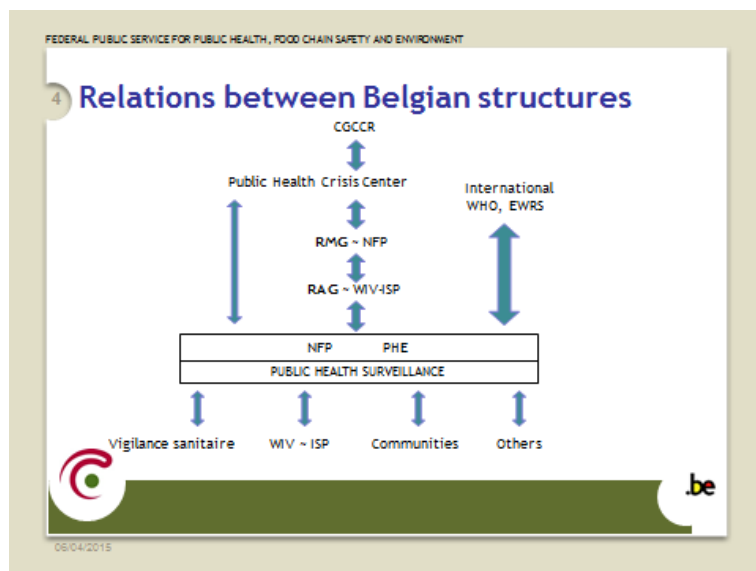 FEDERAL PUBLIC SERVICE FOR PUBLIC HEALTH, FOOD CHAIN SAFETY AND ENVIRONMENT
4 Relations between Belgian structures
CGCCR
Public Health Crisis Center
International
WHO, EWRS
RMG ~ NFP
RAG ~ WIV-ISP
NFP PHE
PUBLIC HEALTH SURVEILLANCE
Vigilance sanitaire WIV ~ ISP Communities Others
.be
06/04/2015